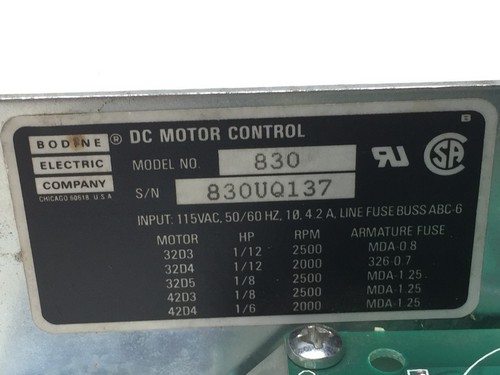 B
BODINE ® DC MOTOR CONTROL
ELECTRIC MODEL NO. 830
COMPANY S/N 830UQ137
CHICAGO 60618 U.S.A
INPUT: 115VAC, 50/60 HZ, 1Ø, 4.2 A, LINE FUSE BUSS ABC-6
MOTOR HP RPM ARMATURE FUSE
32D3 1/12 2500 MDA-0.8
32D4 1/12 2000 326-0.7
32D5 1/8 2500 MDA-1.25
42D3 1/8 2500 MDA-1.25
42D4 1/6 2000 MDA-1.25